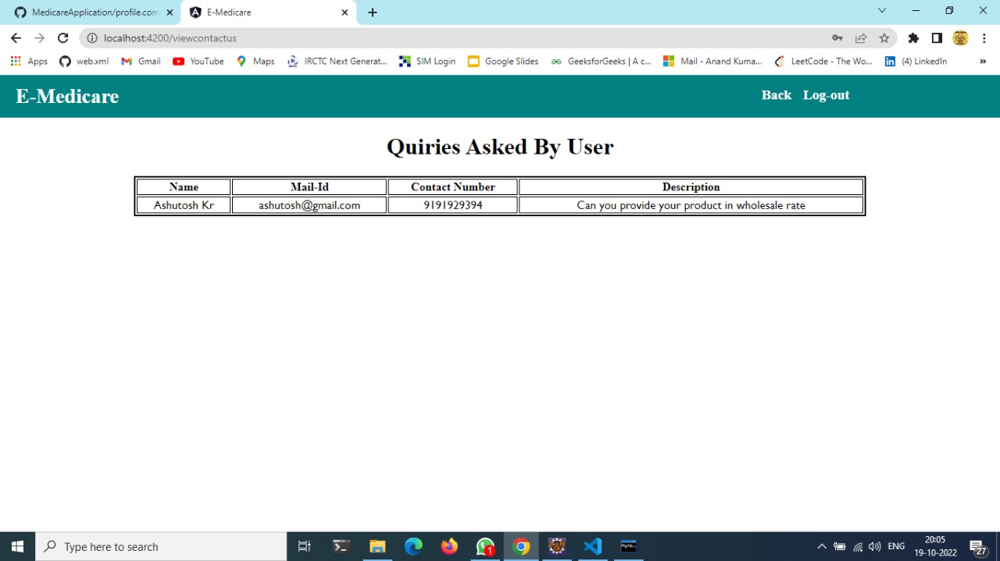 MedicareApplication/profile.com
E-Medicare
localhost:4200/viewcontactus
Apps
web.xml
Gmail
YouTube
Maps
IRCTC Next Generat...
SIM Login
Google Slides
GeeksforGeeks | A c...
Mail - Anand Kuma...
LeetCode - The Wo...
(4) LinkedIn
»
E-Medicare
Back Log-out
Quiries Asked By User
Name Mail-Id Contact Number Description
Ashutosh Kr ashutosh@gmail.com 9191929394 Can you provide your product in wholesale rate
Type here to search
1
ENG
20:05
19-10-2022
27